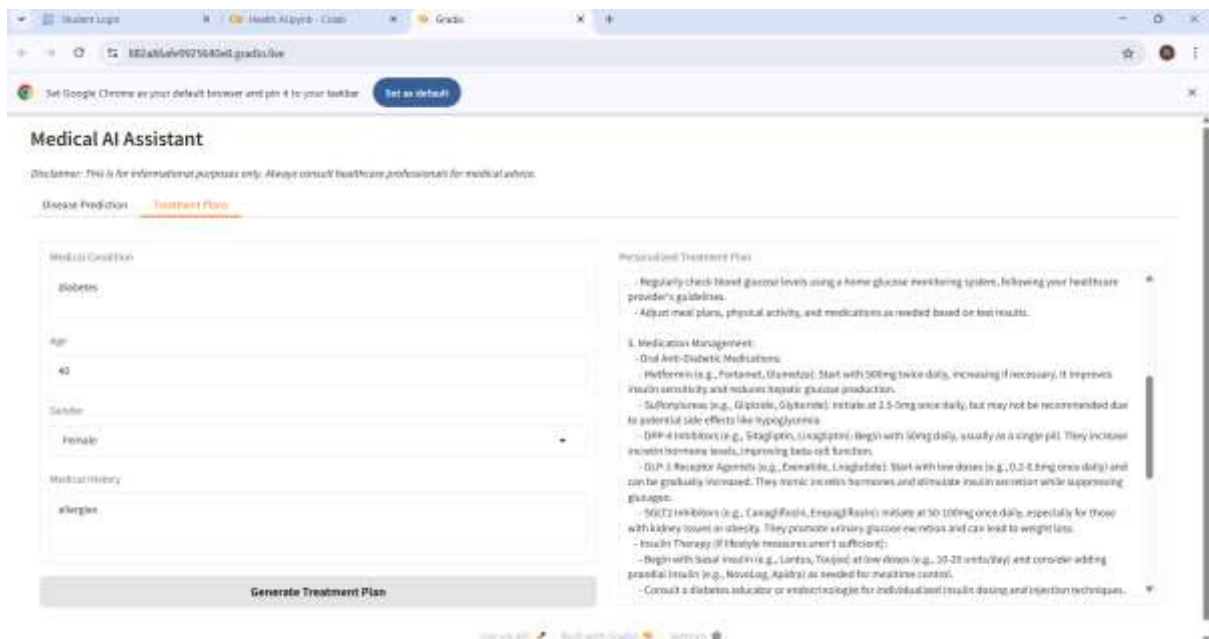 Student Login
Health AI.ipynb - Colab
Gradio
Set Google Chrome as your default browser and pin it to your taskbar
Set as default
Medical AI Assistant
Disclaimer: This is for informational purposes only. Always consult healthcare professionals for medical advice.
Disease Prediction
Treatment Plans
Medical Condition
diabetes
Age
40
Gender
Female
Medical History
allergies
Generate Treatment Plan
Personalized Treatment Plan
- Regularly check blood glucose levels using a home glucose monitoring system, following your healthcare
provider's guidelines.
- Adjust meal plans, physical activity, and medications as needed based on test results.
3. Medication Management:
- Oral Anti-Diabetic Medications:
- Metformin (e.g., Fortamet, Glumetza): Start with 500mg twice daily, increasing if necessary. It improves
insulin sensitivity and reduces hepatic glucose production.
- Sulfonylureas (e.g., Glipizide, Glyburide): Initiate at 2.5-5mg once daily, but may not be recommended due
to potential side effects like hypoglycemia.
- DPP-4 Inhibitors (e.g., Sitagliptin, Linagliptin): Begin with 50mg daily, usually as a single pill. They increase
incretin hormone levels, improving beta-cell function.
- GLP-1 Receptor Agonists (e.g., Exenatide, Liraglutide): Start with low doses (e.g., 0.2-0.6mg once daily) and
can be gradually increased. They mimic incretin hormones and stimulate insulin secretion while suppressing
glucagon.
- SGLT2 Inhibitors (e.g., Canagliflozin, Empagliflozin): Initiate at 50-100mg once daily, especially for those
with kidney issues or obesity. They promote urinary glucose excretion and can lead to weight loss.
- Insulin Therapy (if lifestyle measures aren't sufficient):
- Begin with basal insulin (e.g., Lantus, Toujeo) at low doses (e.g., 10-20 units/day) and consider adding
prandial insulin (e.g., NovoLog, Apidra) as needed for mealtime control.
- Consult a diabetes educator or endocrinologist for individualized insulin dosing and injection techniques.